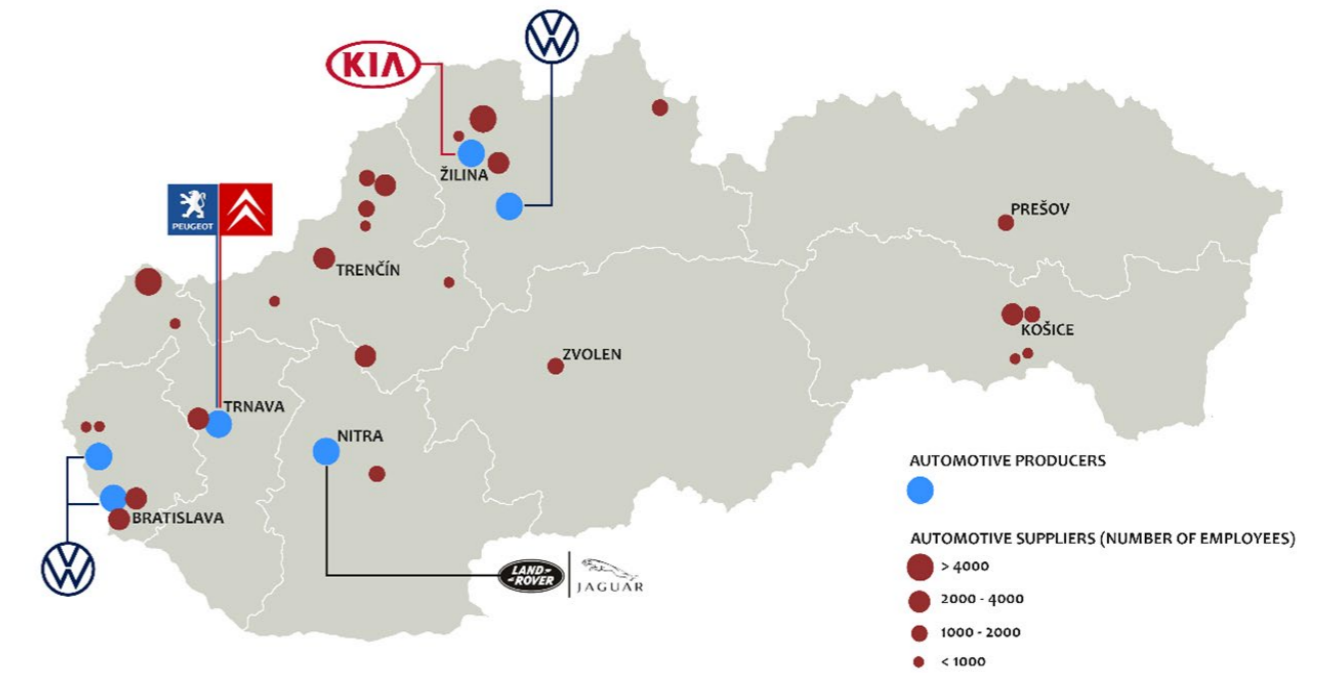 KIA
ŽILINA
PEUGEOT
PREŠOV
TRENČÍN
KOŠICE
ZVOLEN
TRNAVA
NITRA
BRATISLAVA
LAND-
-ROVER
JAGUAR
AUTOMOTIVE PRODUCERS
AUTOMOTIVE SUPPLIERS (NUMBER OF EMPLOYEES)
> 4000
2000 - 4000
1000 - 2000
< 1000